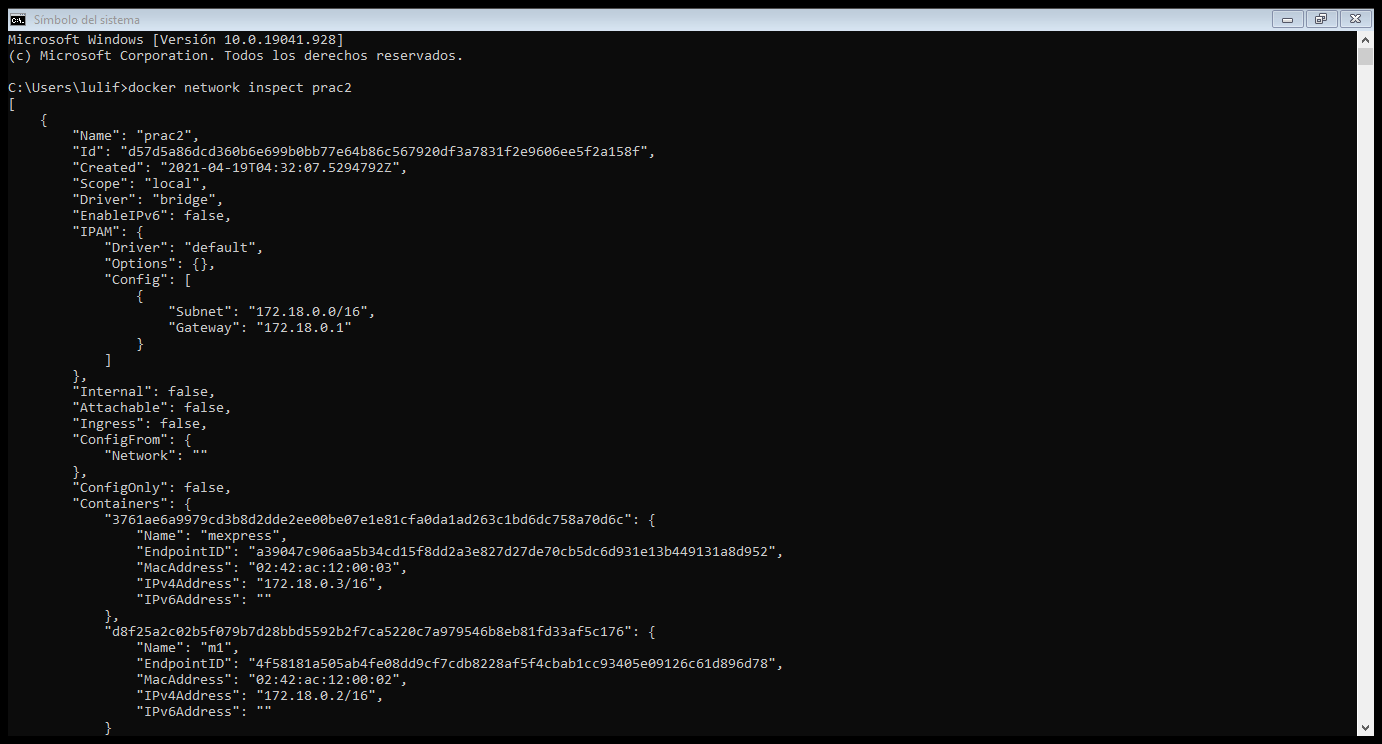 Símbolo del sistema
Microsoft Windows [Versión 10.0.19041.928]
(c) Microsoft Corporation. Todos los derechos reservados.

C:\Users\lulif>docker network inspect prac2
[
    {
        "Name": "prac2",
        "Id": "d57d5a86dcd360b6e699b0bb77e64b86c567920df3a7831f2e9606ee5f2a158f",
        "Created": "2021-04-19T04:32:07.5294792Z",
        "Scope": "local",
        "Driver": "bridge",
        "EnableIPv6": false,
        "IPAM": {
            "Driver": "default",
            "Options": {},
            "Config": [
                {
                    "Subnet": "172.18.0.0/16",
                    "Gateway": "172.18.0.1"
                }
            ]
        },
        "Internal": false,
        "Attachable": false,
        "Ingress": false,
        "ConfigFrom": {
            "Network": ""
        },
        "ConfigOnly": false,
        "Containers": {
            "3761ae6a9979cd3b8d2dde2ee00be07e1e81cfa0da1ad263c1bd6dc758a70d6c": {
                "Name": "mexpress",
                "EndpointID": "a39047c906aa5b34cd15f8dd2a3e827d27de70cb5dc6d931e13b449131a8d952",
                "MacAddress": "02:42:ac:12:00:03",
                "IPv4Address": "172.18.0.3/16",
                "IPv6Address": ""
            },
            "d8f25a2c02b5f079b7d28bbd5592b2f7ca5220c7a979546b8eb81fd33af5c176": {
                "Name": "m1",
                "EndpointID": "4f58181a505ab4fe08dd9cf7cdb8228af5f4cbab1cc93405e09126c61d896d78",
                "MacAddress": "02:42:ac:12:00:02",
                "IPv4Address": "172.18.0.2/16",
                "IPv6Address": ""
            }